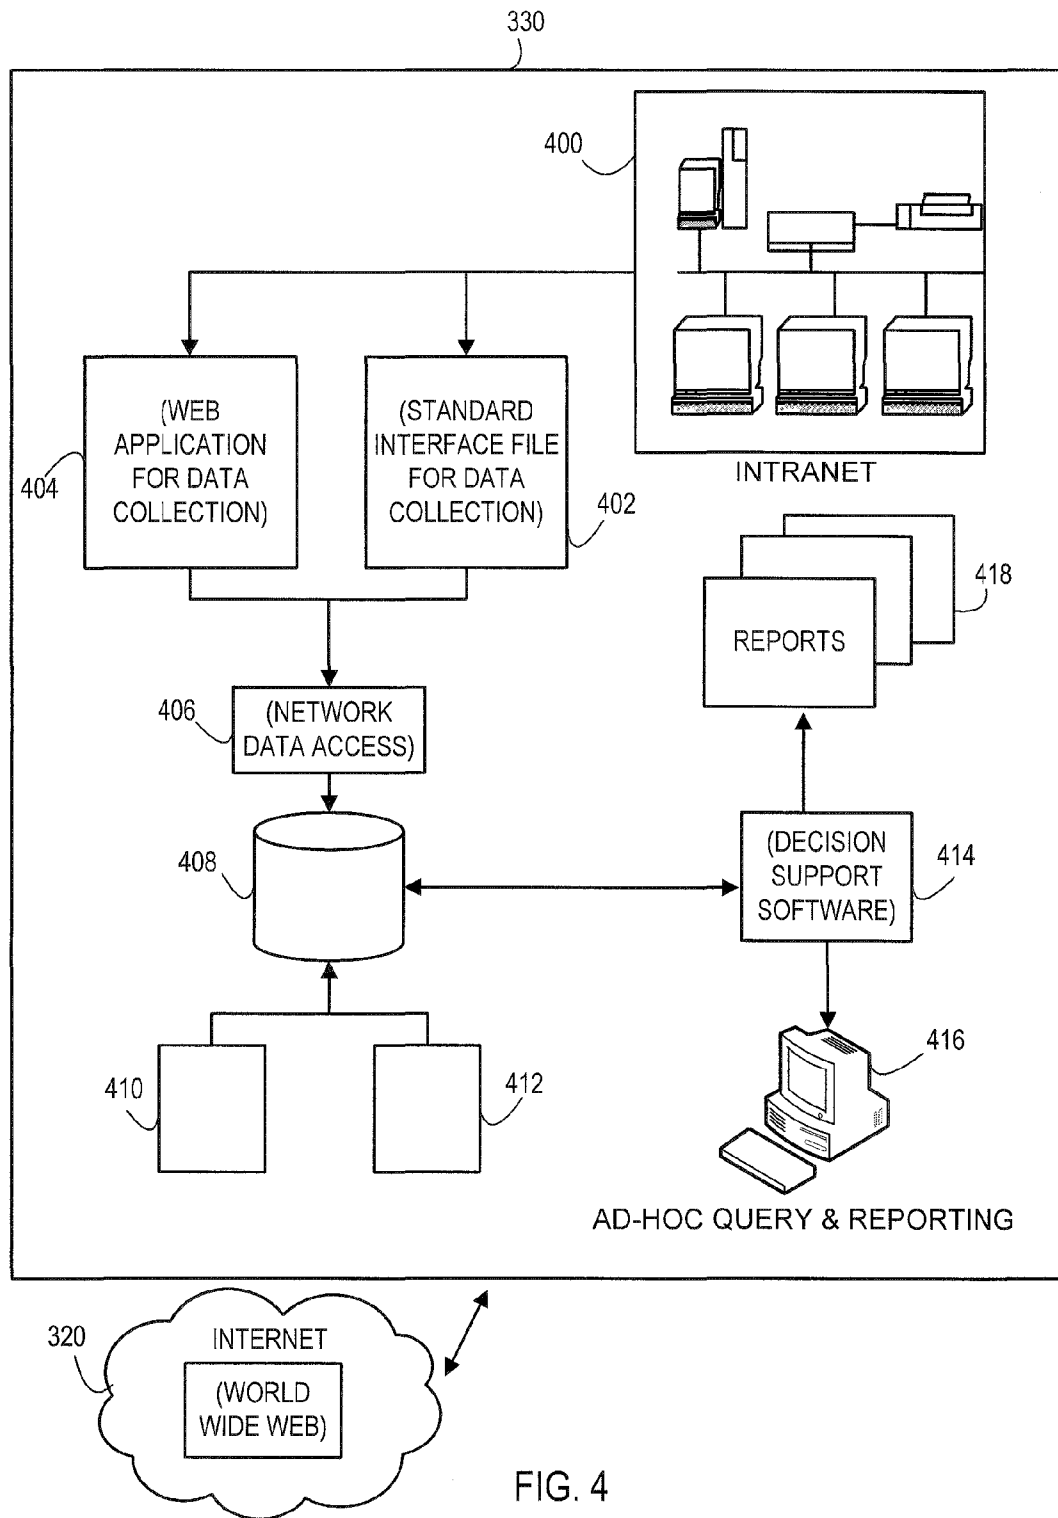 330
400
(WEB
APPLICATION
FOR DATA
COLLECTION)
404
(STANDARD
INTERFACE FILE
FOR DATA
COLLECTION)
402
INTRANET
418
REPORTS
406
(NETWORK
DATA ACCESS)
408
(DECISION
SUPPORT
SOFTWARE)
414
410
412
416
AD-HOC QUERY & REPORTING
320
INTERNET
(WORLD
WIDE WEB)
FIG. 4